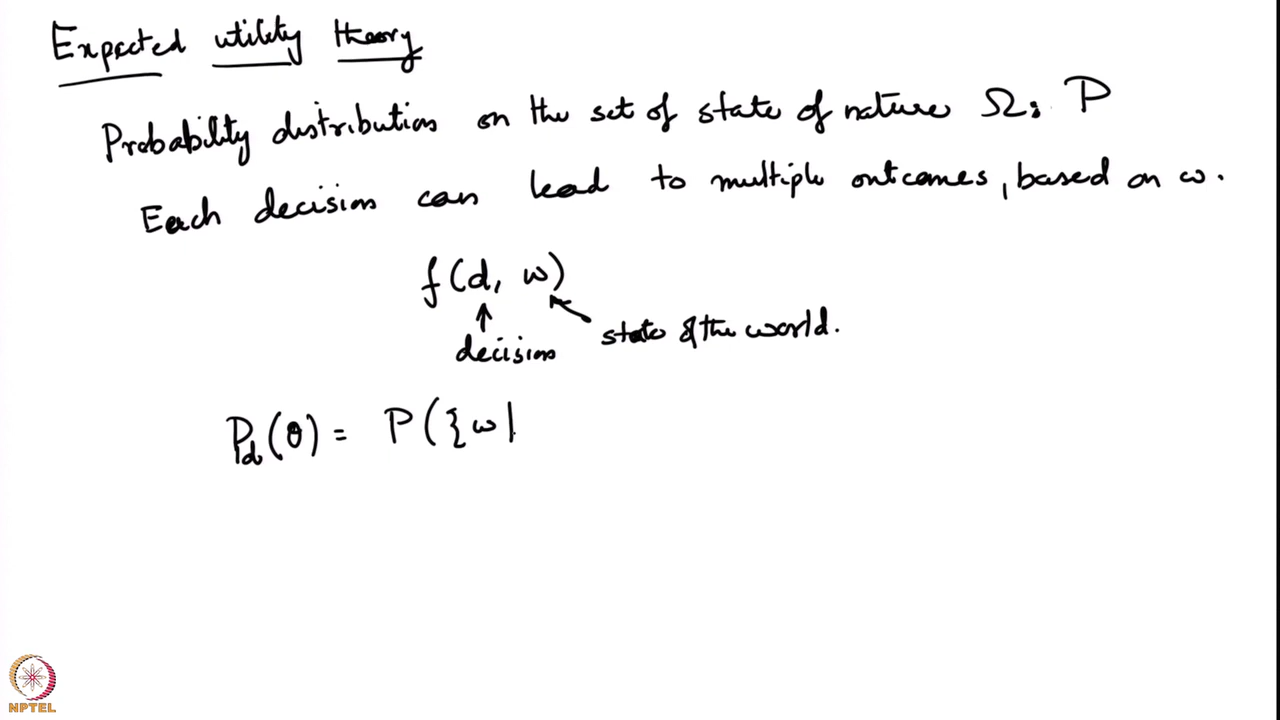 Expected utility theory
Probability distribution on the set of state of nature Ω: P
Each decision can lead to multiple outcomes, based on ω.
f(d, ω)
decision
state of the world.
P_d(θ) = P({ω|
NPTEL